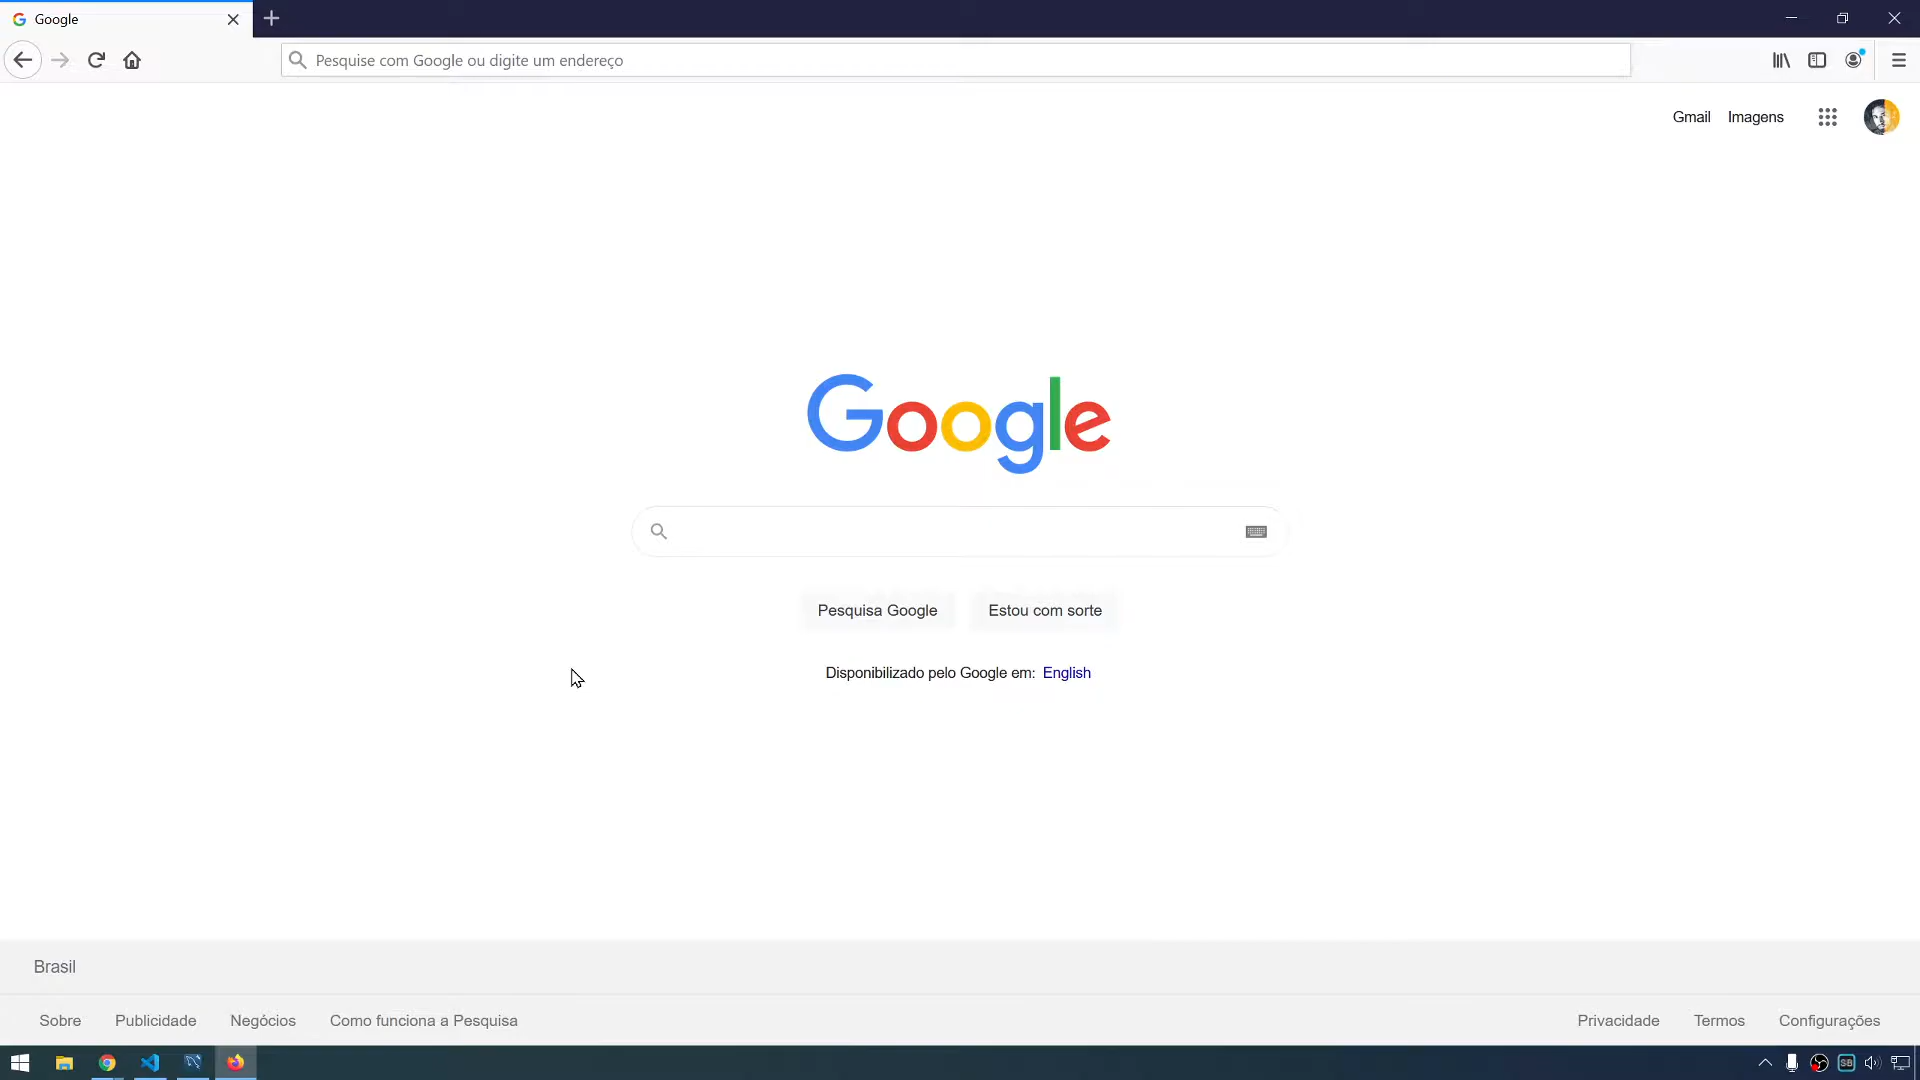 Google
Pesquise com Google ou digite um endereço
Gmail Imagens
Google
Pesquisa Google Estou com sorte
Disponibilizado pelo Google em: English
Brasil
Sobre Publicidade Negócios Como funciona a Pesquisa Privacidade Termos Configurações
SB